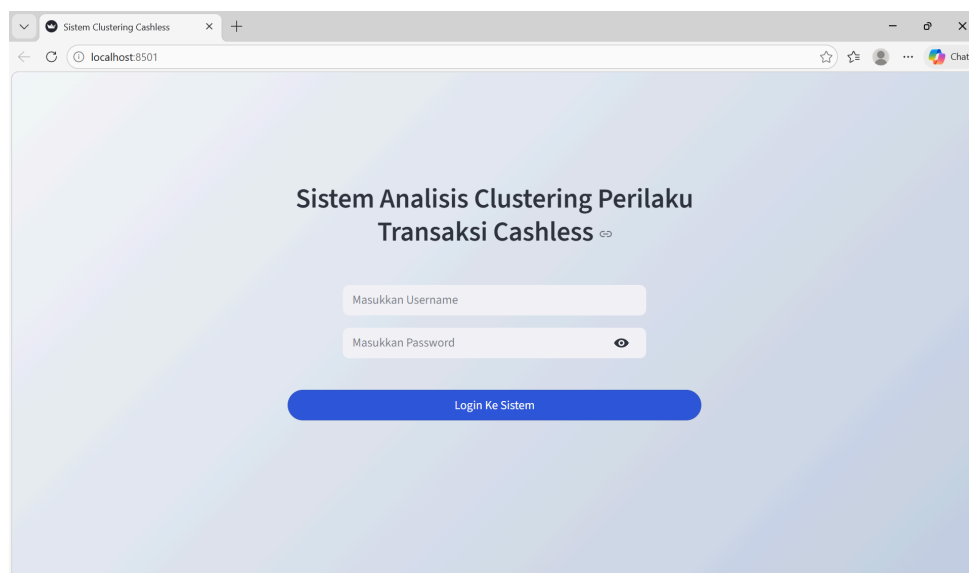 Sistem Clustering Cashless
localhost:8501
Chat
Sistem Analisis Clustering Perilaku
Transaksi Cashless
Masukkan Username
Masukkan Password
Login Ke Sistem